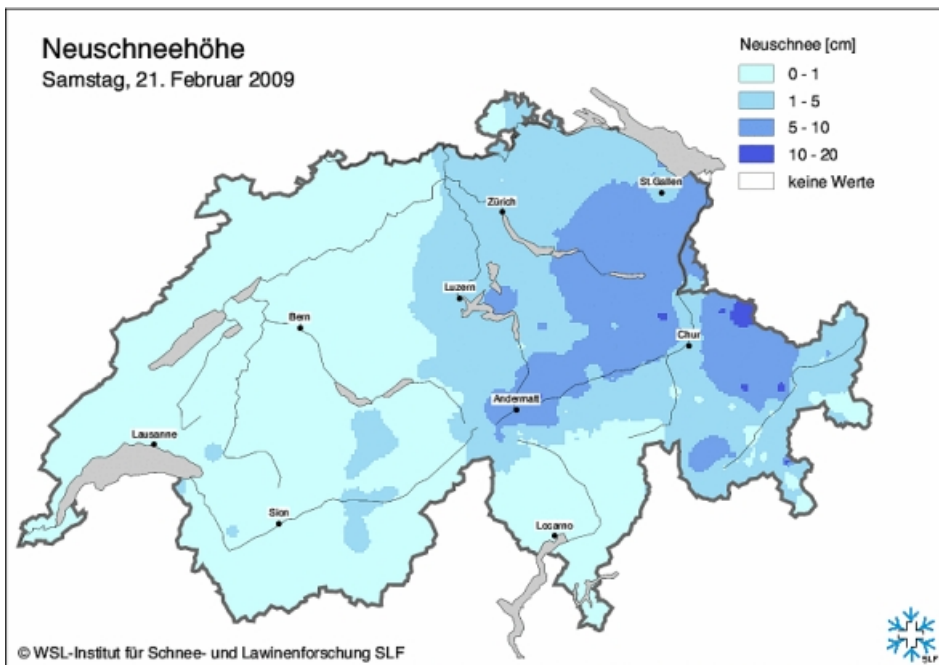 Neuschneehöhe
Samstag, 21. Februar 2009
Neuschnee [cm]
0 - 1
1 - 5
5 - 10
10 - 20
keine Werte
St.Gallen
Zürich
Luzern
Bern
Chur
Andermatt
Lausanne
Sion
Locarno
© WSL-Institut für Schnee- und Lawinenforschung SLF
SLF